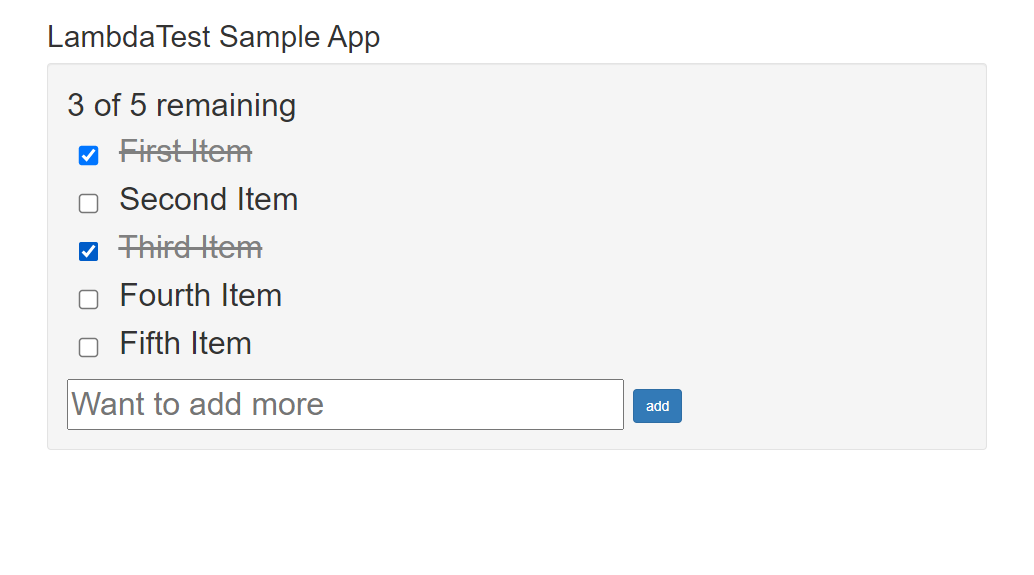 LambdaTest Sample App
3 of 5 remaining
First Item
Second Item
Third Item
Fourth Item
Fifth Item
Want to add more
add